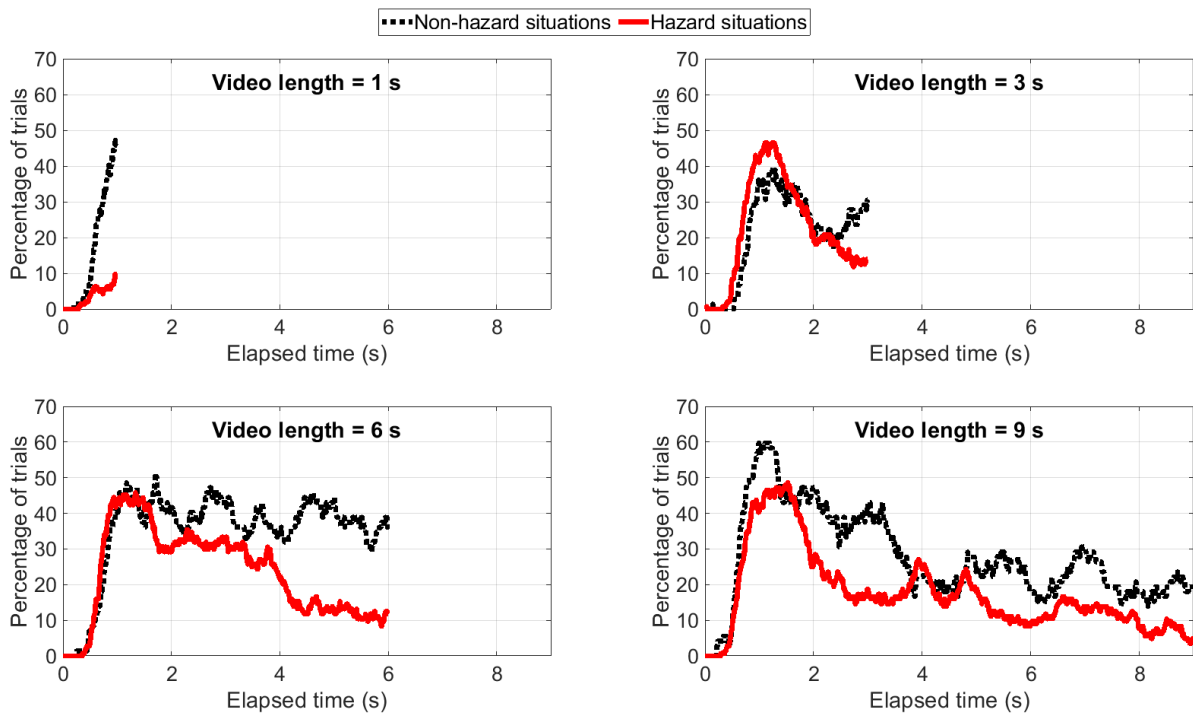 Non-hazard situations Hazard situations
Video length = 1 s
Percentage of trials
70
60
50
40
30
20
10
0
0 2 4 6 8
Elapsed time (s)
Video length = 3 s
Percentage of trials
70
60
50
40
30
20
10
0
0 2 4 6 8
Elapsed time (s)
Video length = 6 s
Percentage of trials
70
60
50
40
30
20
10
0
0 2 4 6 8
Elapsed time (s)
Video length = 9 s
Percentage of trials
70
60
50
40
30
20
10
0
0 2 4 6 8
Elapsed time (s)